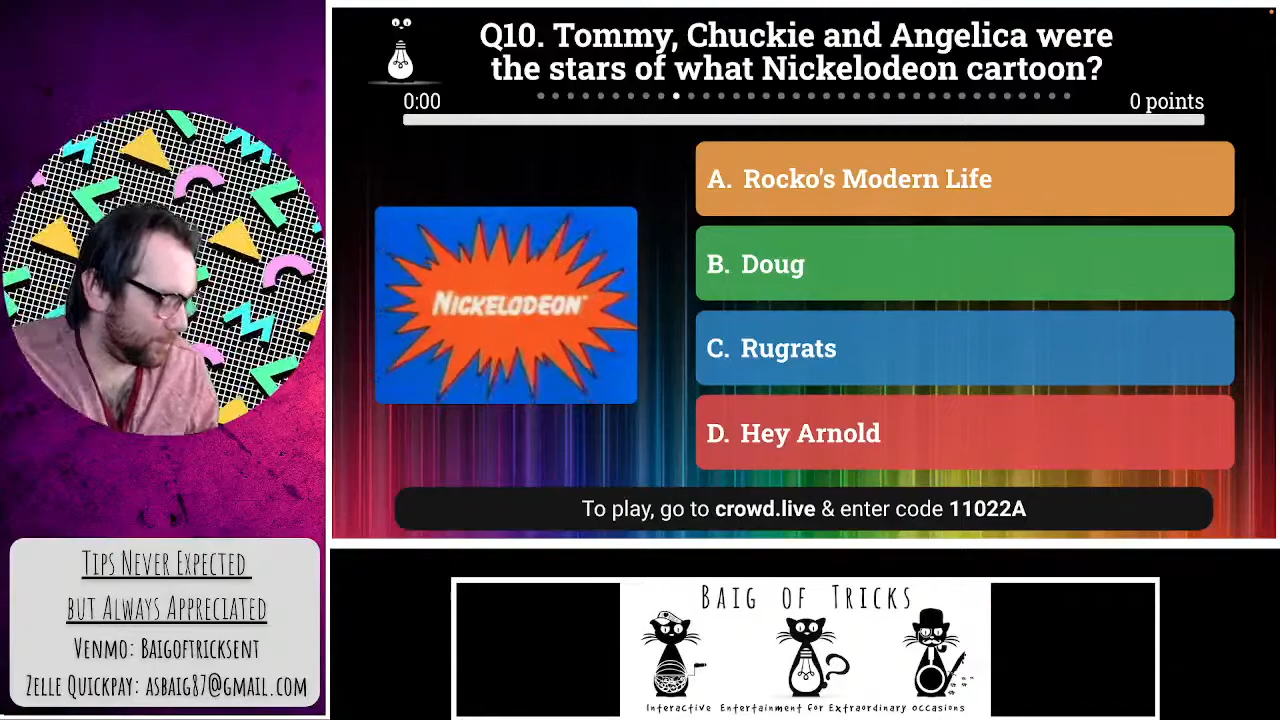 Q10. Tommy, Chuckie and Angelica were
the stars of what Nickelodeon cartoon?
0:00
0 points
NICKELODEON
A. Rocko's Modern Life
B. Doug
C. Rugrats
D. Hey Arnold
To play, go to crowd.live & enter code 11022A
Tips Never Expected
but Always Appreciated
Venmo: Baigoftricksent
Zelle Quickpay: asbaig87@gmail.com
Baig of Tricks
Interactive Entertainment for Extraordinary Occasions